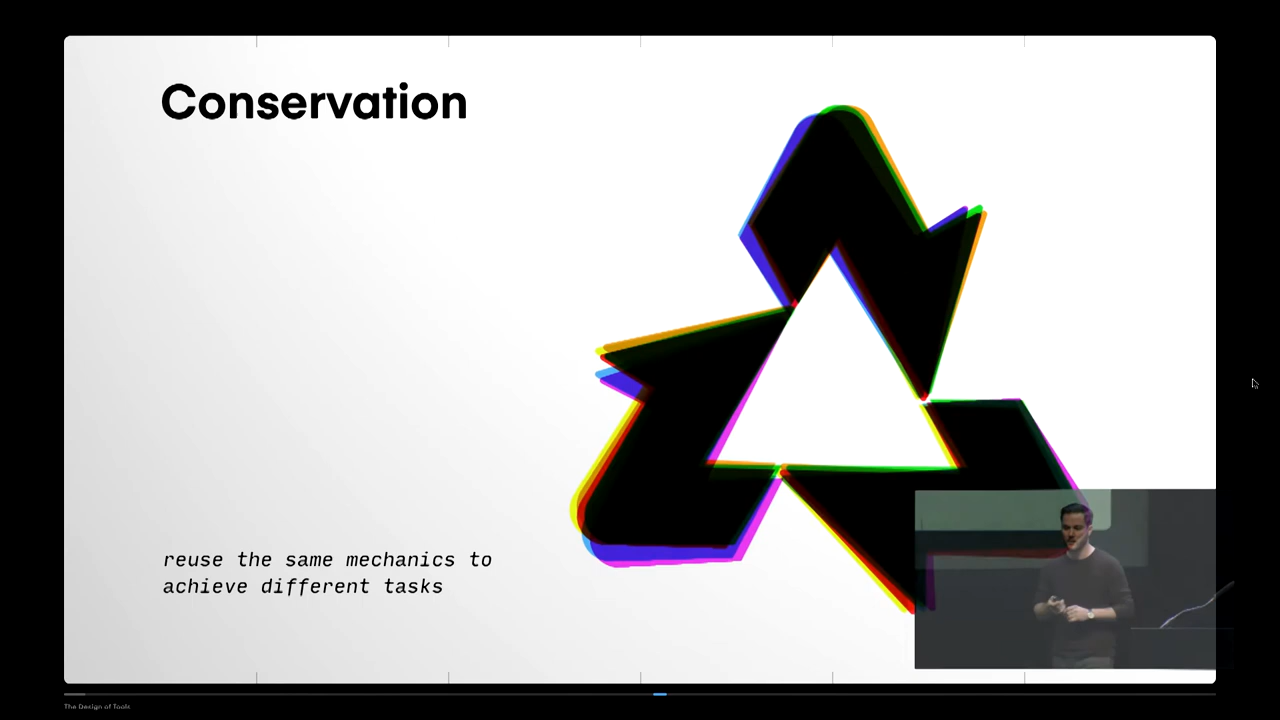 Conservation
reuse the same mechanics to
achieve different tasks
The Design of Tools